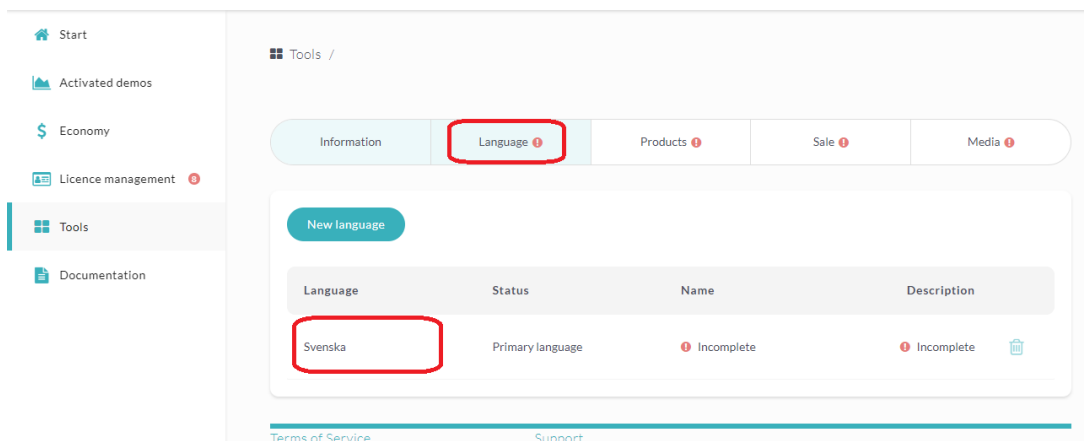 Start
Activated demos
$ Economy
Licence management 8
Tools
Documentation
Tools /
Information Language ! Products ! Sale ! Media !
New language
Language Status Name Description
Svenska Primary language ! Incomplete ! Incomplete
Terms of Service Support